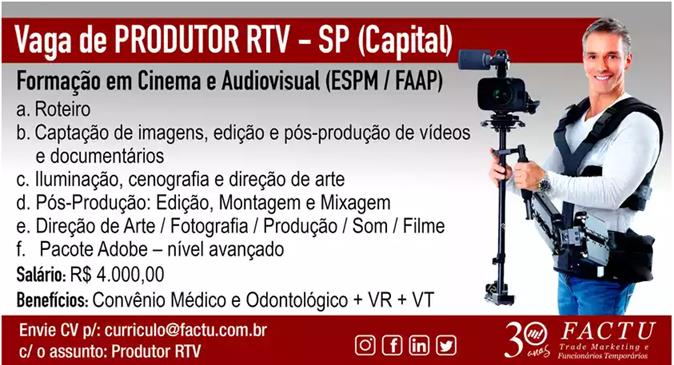 Vaga de PRODUTOR RTV – SP (Capital)
Formação em Cinema e Audiovisual (ESPM / FAAP)
a. Roteiro
b. Captação de imagens, edição e pós-produção de vídeos
e documentários
c. Iluminação, cenografia e direção de arte
d. Pós-Produção: Edição, Montagem e Mixagem
e. Direção de Arte / Fotografia / Produção / Som / Filme
f. Pacote Adobe – nível avançado
Salário: R$ 4.000,00
Benefícios: Convênio Médico e Odontológico + VR + VT
Envie CV p/: curriculo@factu.com.br
c/ o assunto: Produtor RTV
30 anos
FACTU
Trade Marketing e
Funcionários Temporários